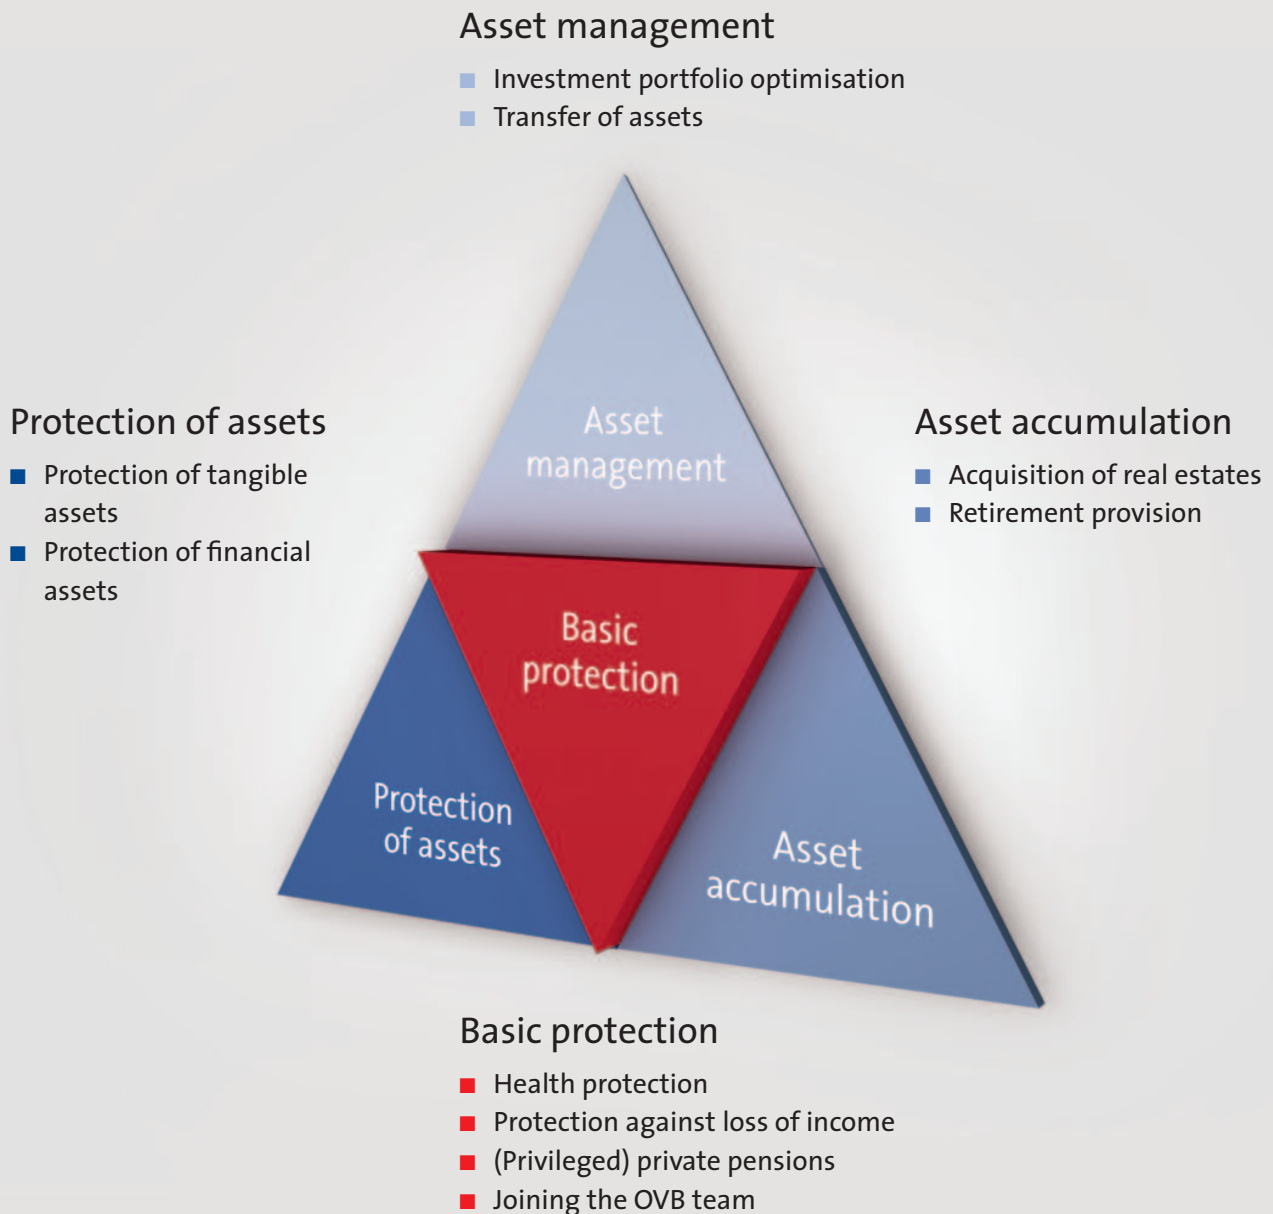 Asset management
Investment portfolio optimisation
Transfer of assets
Protection of assets
Protection of tangible
assets
Protection of financial
assets
Asset accumulation
Acquisition of real estates
Retirement provision
Asset
management
Basic
protection
Protection
of assets
Asset
accumulation
Basic protection
Health protection
Protection against loss of income
(Privileged) private pensions
Joining the OVB team